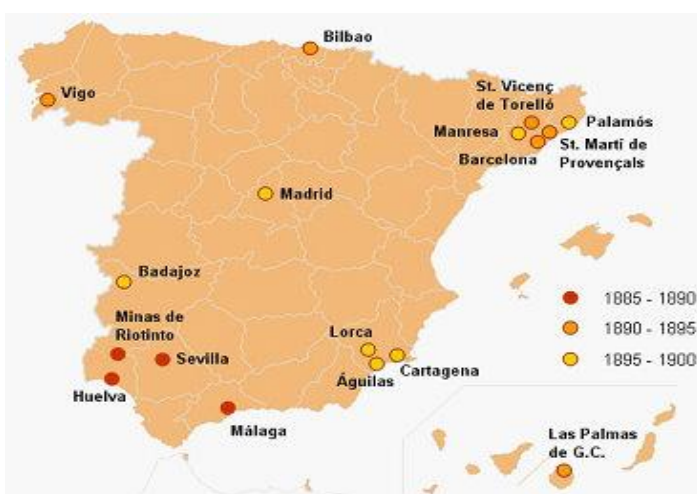 Bilbao
Vigo
St. Vicenç
de Torelló
Palamós
Manresa
St. Martí de
Provençals
Barcelona
Madrid
Badajoz
Minas de
Riotinto
Sevilla
Huelva
Málaga
Lorca
Águilas
Cartagena
1885 - 1890
1890 - 1895
1895 - 1900
Las Palmas
de G.C.